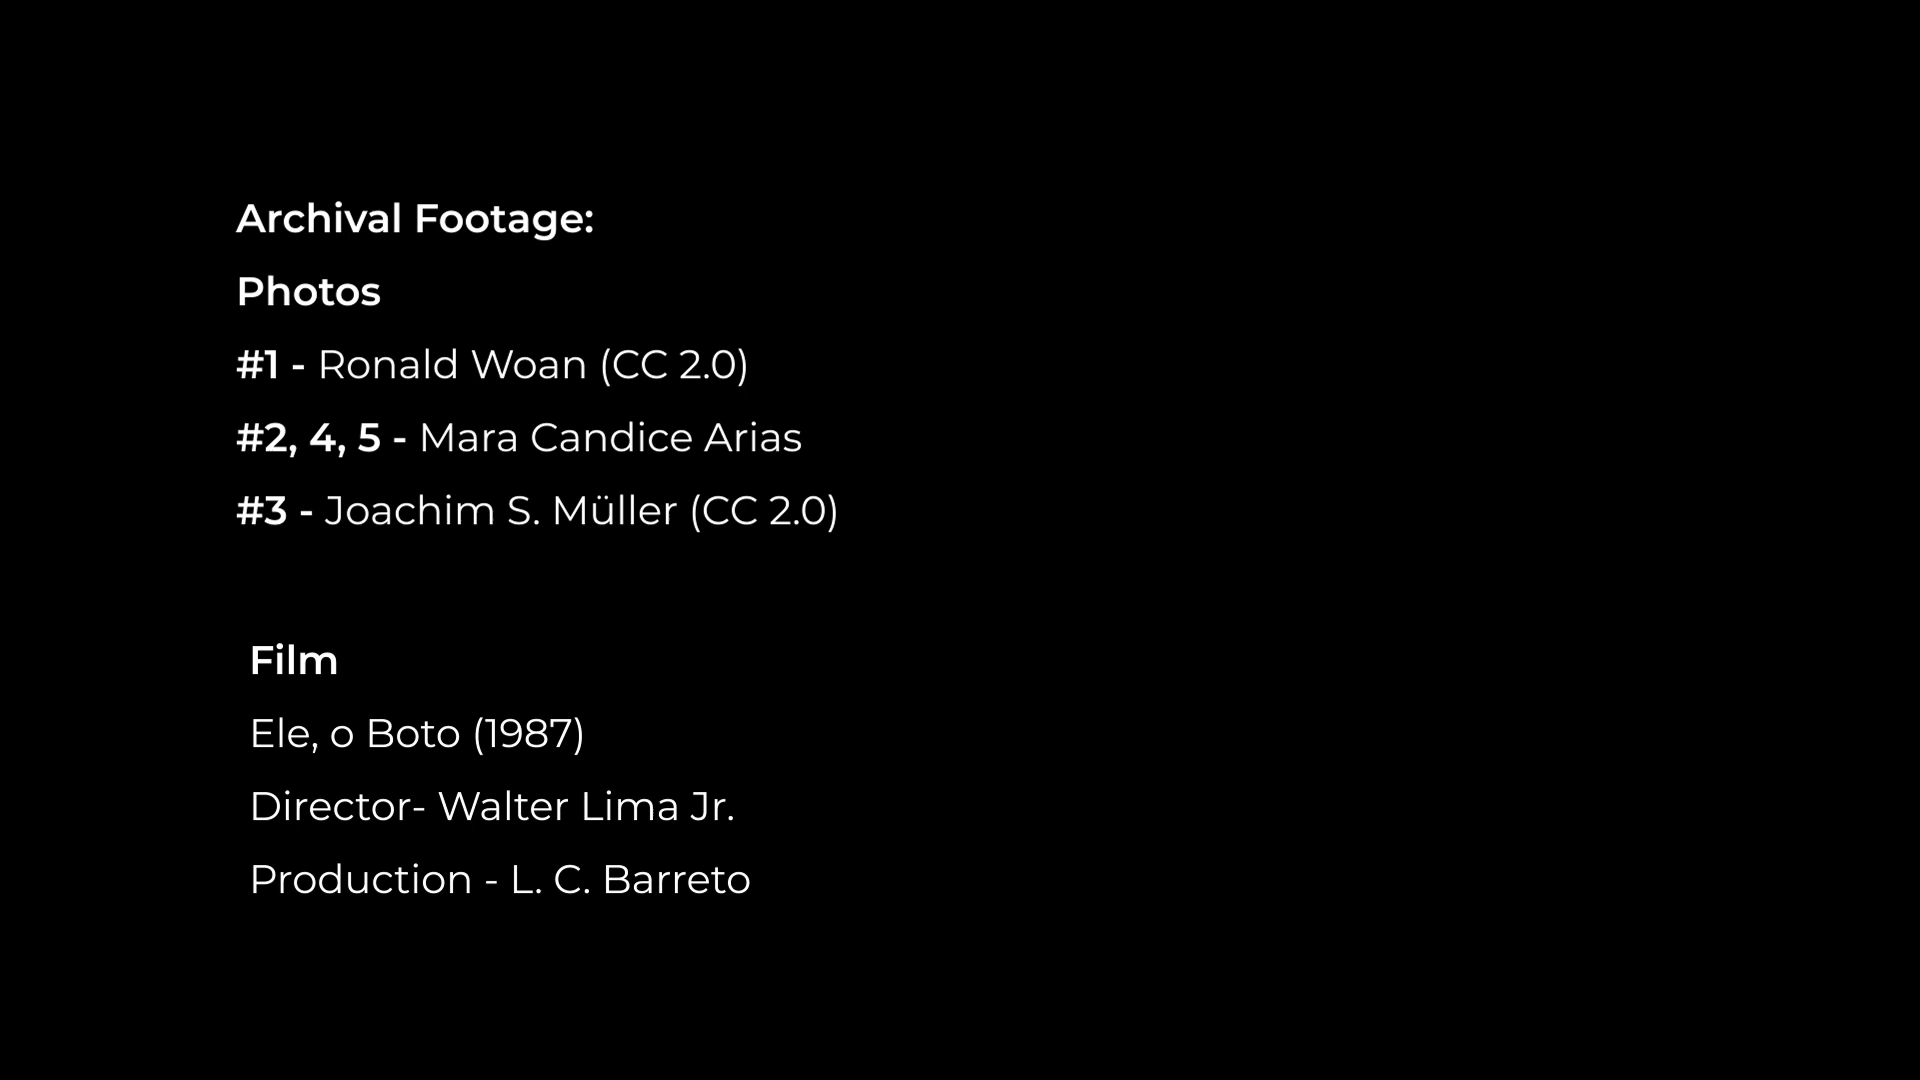 Archival Footage:
Photos
#1 - Ronald Woan (CC 2.0)
#2, 4, 5 - Mara Candice Arias
#3 - Joachim S. Müller (CC 2.0)
Film
Ele, o Boto (1987)
Director- Walter Lima Jr.
Production - L. C. Barreto